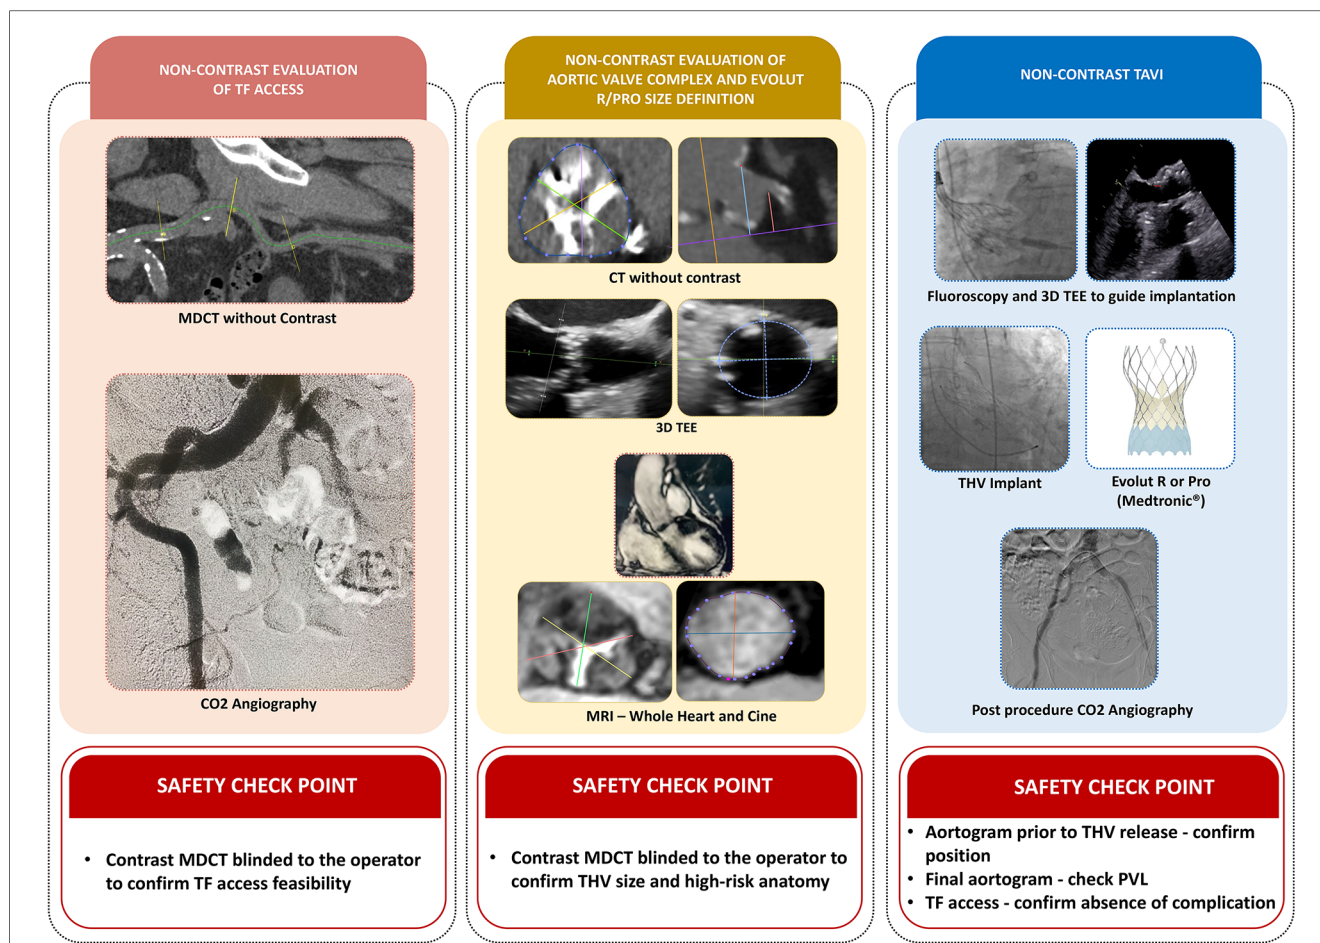 NON-CONTRAST EVALUATION
OF TF ACCESS
MDCT without Contrast
CO2 Angiography
SAFETY CHECK POINT
• Contrast MDCT blinded to the operator
to confirm TF access feasibility
NON-CONTRAST EVALUATION OF
AORTIC VALVE COMPLEX AND EVOLUT
R/PRO SIZE DEFINITION
CT without contrast
3D TEE
MRI – Whole Heart and Cine
SAFETY CHECK POINT
• Contrast MDCT blinded to the operator to
confirm THV size and high-risk anatomy
NON-CONTRAST TAVI
Fluoroscopy and 3D TEE to guide implantation
THV Implant
Evolut R or Pro
(Medtronic®)
Post procedure CO2 Angiography
SAFETY CHECK POINT
• Aortogram prior to THV release - confirm
position
• Final aortogram - check PVL
• TF access - confirm absence of complication